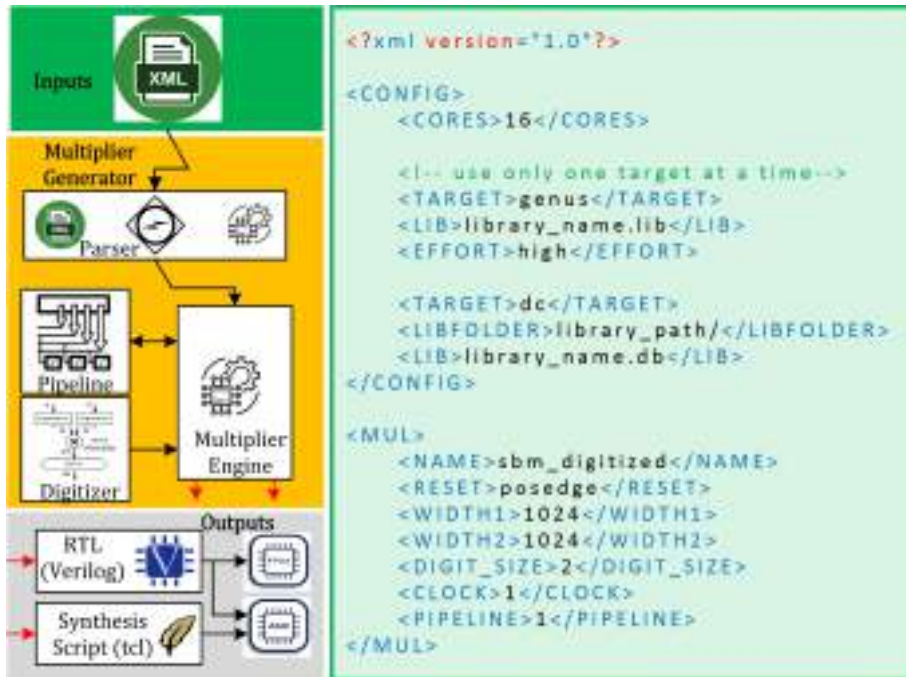 Inputs
XML
Multiplier
Generator
Parser
Pipeline
Multiplier
Engine
Digitizer
Outputs
RTL
(Verilog)
Synthesis
Script (tcl)
<?xml version="1.0"?>
<CONFIG>
<CORES>16</CORES>
<!-- use only one target at a time-->
<TARGET>genus</TARGET>
<LIB>library_name.lib</LIB>
<EFFORT>high</EFFORT>
<TARGET>dc</TARGET>
<LIBFOLDER>library_path/</LIBFOLDER>
<LIB>library_name.db</LIB>
</CONFIG>
<MUL>
<NAME>sbm_digitized</NAME>
<RESET>posedge</RESET>
<WIDTH1>1024</WIDTH1>
<WIDTH2>1024</WIDTH2>
<DIGIT_SIZE>2</DIGIT_SIZE>
<CLOCK>1</CLOCK>
<PIPELINE>1</PIPELINE>
</MUL>